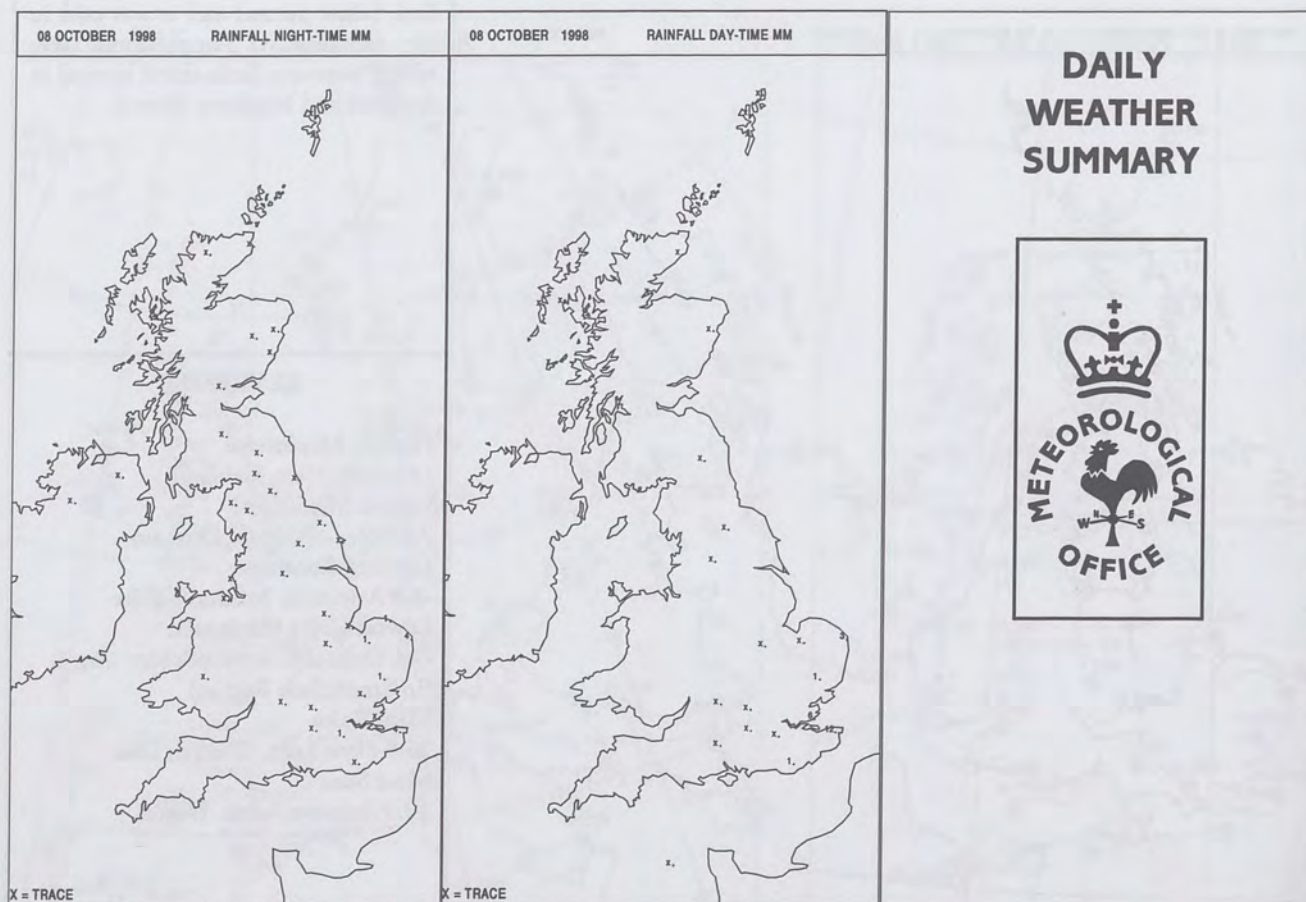 08 OCTOBER 1998 RAINFALL NIGHT-TIME MM
X = TRACE
08 OCTOBER 1998 RAINFALL DAY-TIME MM
X = TRACE
DAILY
WEATHER
SUMMARY
METEOROLOGICAL
W N E S
OFFICE